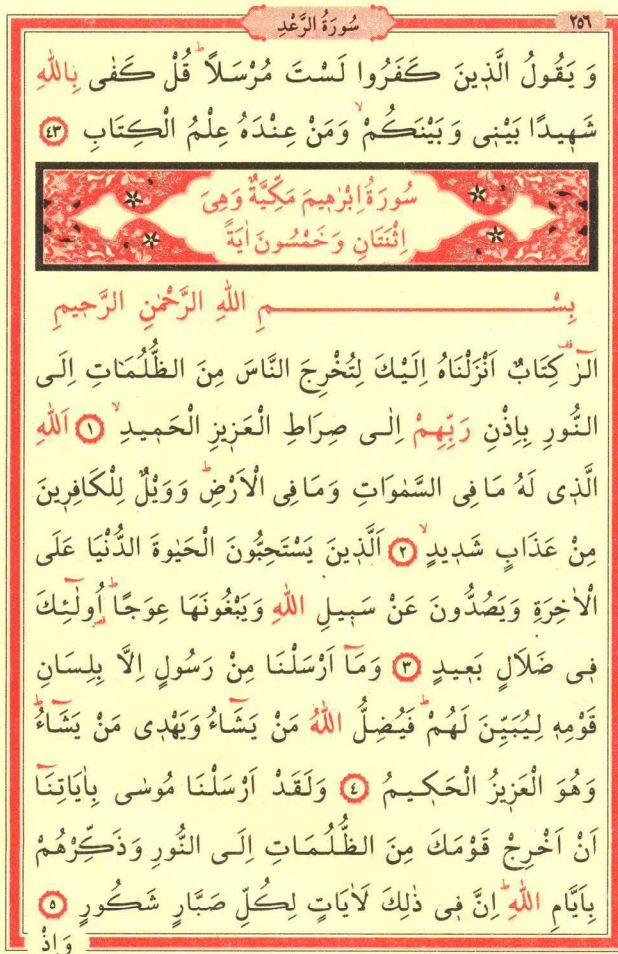 سُورَةُ الرَّعْدِ ٢٥٦
وَ يَقُولُ الَّذ۪ينَ كَفَرُوا لَسْتَ مُرْسَلاًۜ قُلْ كَفٰى بِاللّٰهِ
شَه۪يدًا بَيْن۪ى وَ بَيْنَكُمْۙ وَمَنْ عِنْدَهُ عِلْمُ الْكِتَابِ ﴿٤٣﴾
سُورَةُ اِبْرٰه۪يمَ مَكِّيَّةٌ وَهِىَ
اِثْنَتَانِ وَخَمْسُونَ اٰيَةً
بِسْمِ اللّٰهِ الرَّحْمٰنِ الرَّح۪يمِ
الٓرٰ۠ كِتَابٌ اَنْزَلْنَاهُ اِلَيْكَ لِتُخْرِجَ النَّاسَ مِنَ الظُّلُمَاتِ اِلَى
النُّورِ بِاِذْنِ رَبِّهِمْ اِلٰى صِرَاطِ الْعَز۪يزِ الْحَم۪يدِۙ ﴿١﴾ اَللّٰهِ
الَّذ۪ى لَهُ مَا فِى السَّمٰوَاتِ وَمَا فِى الْاَرْضِۜ وَوَيْلٌ لِلْكَافِر۪ينَ
مِنْ عَذَابٍ شَد۪يدٍۙ ﴿٢﴾ اَلَّذ۪ينَ يَسْتَحِبُّونَ الْحَيٰوةَ الدُّنْيَا عَلَى
الْاٰخِرَةِ وَيَصُدُّونَ عَنْ سَب۪يلِ اللّٰهِ وَيَبْغُونَهَا عِوَجًاۜ اُو۬لٰٓئِكَ
ف۪ى ضَلَالٍ بَع۪يدٍ ﴿٣﴾ وَمَٓا اَرْسَلْنَا مِنْ رَسُولٍ اِلَّا بِلِسَانِ
قَوْمِه۪ لِيُبَيِّنَ لَهُمْۜ فَيُضِلُّ اللّٰهُ مَنْ يَشَٓاءُ وَيَهْد۪ى مَنْ يَشَٓاءُۜ
وَهُوَ الْعَز۪يزُ الْحَك۪يمُ ﴿٤﴾ وَلَقَدْ اَرْسَلْنَا مُوسٰى بِاٰيَاتِنَٓا
اَنْ اَخْرِجْ قَوْمَكَ مِنَ الظُّلُمَاتِ اِلَى النُّورِ وَذَكِّرْهُمْ
بِاَيَّامِ اللّٰهِۜ اِنَّ ف۪ى ذٰلِكَ لَاٰيَاتٍ لِكُلِّ صَبَّارٍ شَكُورٍ ﴿٥﴾
وَاِذْ